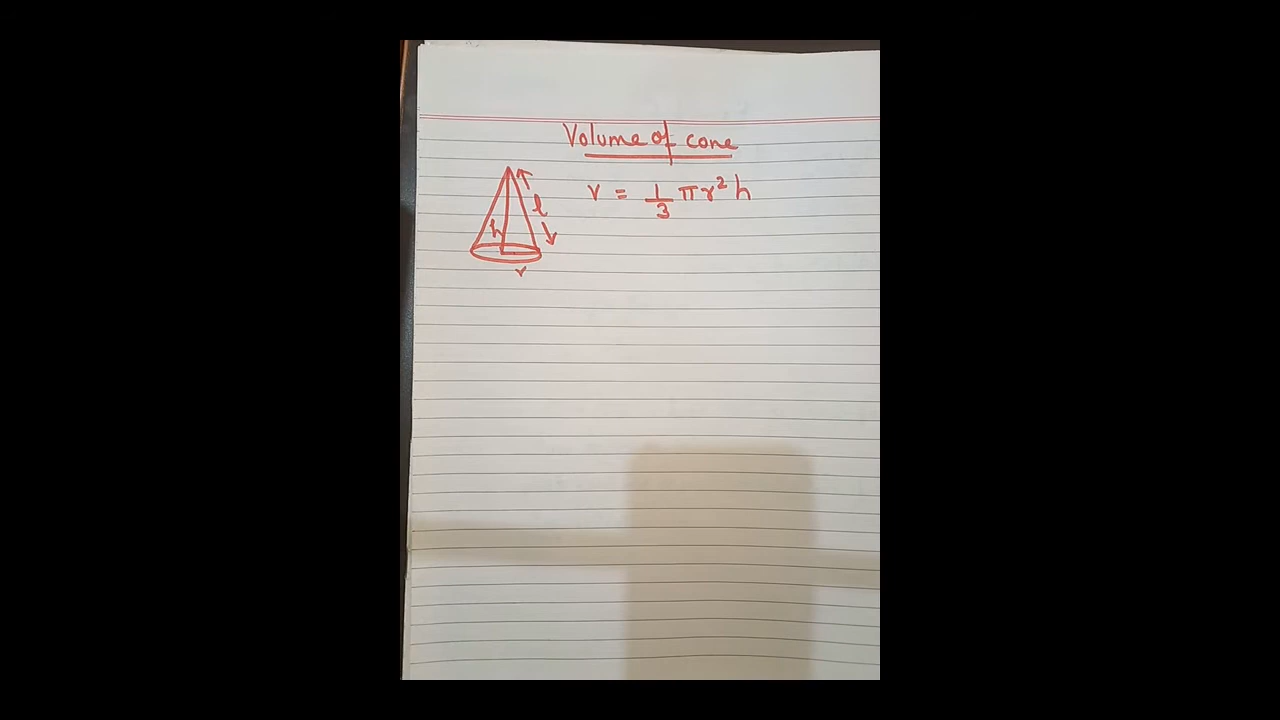 Volume of cone
V = 1/3 πr² h
l
h
r